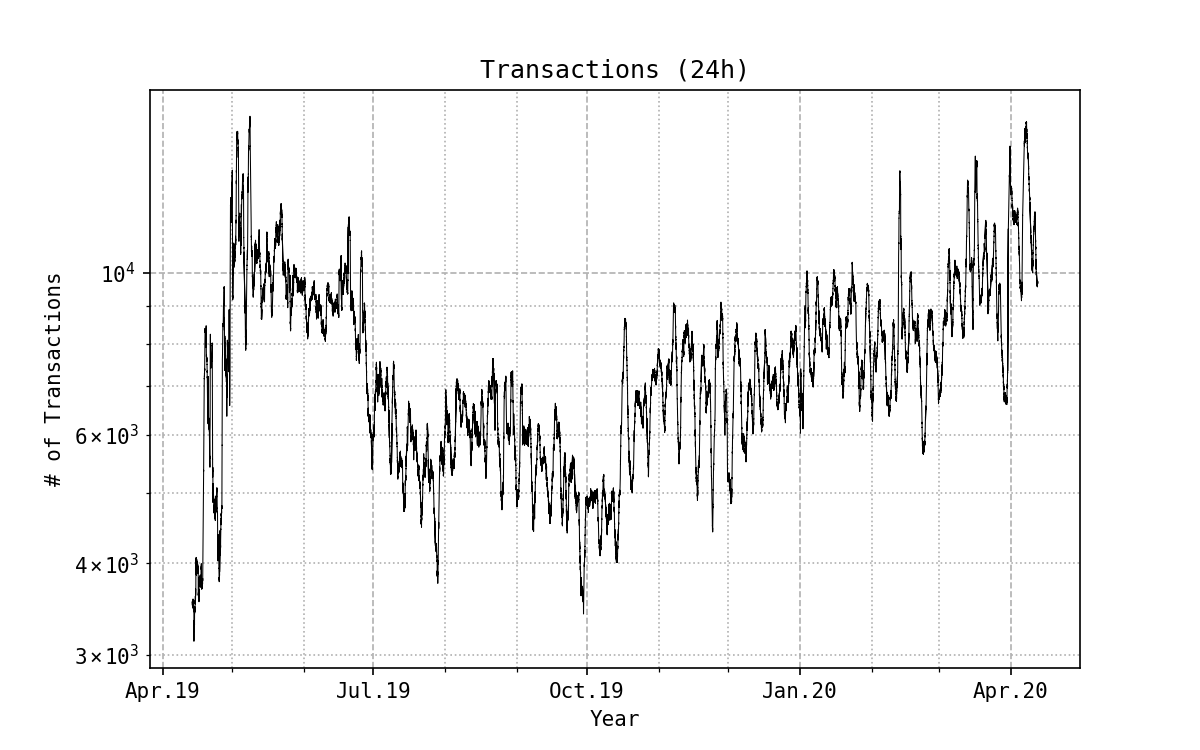 Transactions (24h)
# of Transactions
10⁴
6×10³
4×10³
3×10³
Apr.19 Jul.19 Oct.19 Jan.20 Apr.20
Year